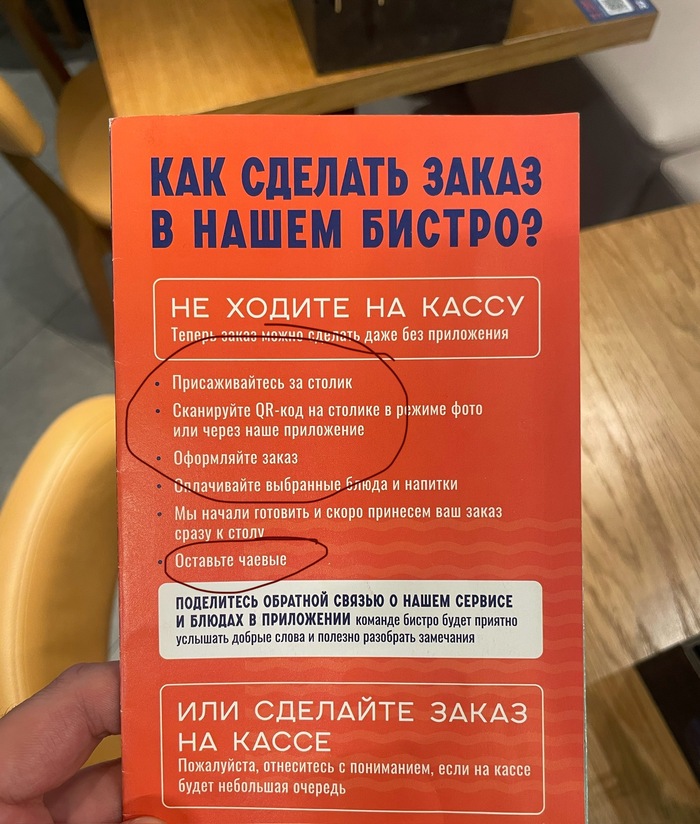 КАК СДЕЛАТЬ ЗАКАЗ
В НАШЕМ БИСТРО?
НЕ ХОДИТЕ НА КАССУ
Теперь заказ можно сделать даже без приложения
• Присаживайтесь за столик
• Сканируйте QR-код на столике в режиме фото
или через наше приложение
• Оформляйте заказ
• Оплачивайте выбранные блюда и напитки
• Мы начали готовить и скоро принесем ваш заказ
сразу к столу
• Оставьте чаевые
ПОДЕЛИТЕСЬ ОБРАТНОЙ СВЯЗЬЮ О НАШЕМ СЕРВИСЕ
И БЛЮДАХ В ПРИЛОЖЕНИИ команде бистро будет приятно
услышать добрые слова и полезно разобрать замечания
ИЛИ СДЕЛАЙТЕ ЗАКАЗ
НА КАССЕ
Пожалуйста, отнеситесь с пониманием, если на кассе
будет небольшая очередь